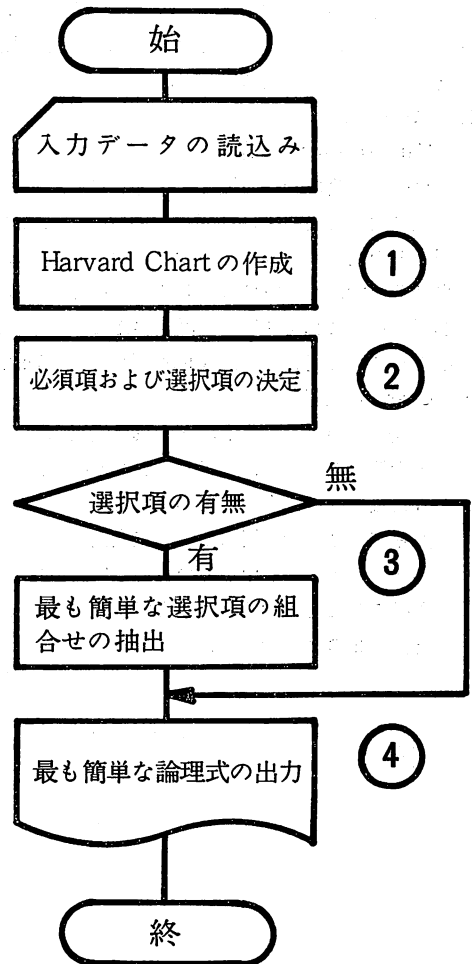 始
入力データの読込み
Harvard Chartの作成
①
必須項および選択項の決定
②
選択項の有無
無
有
③
最も簡単な選択項の組
合せの抽出
最も簡単な論理式の出力
④
終